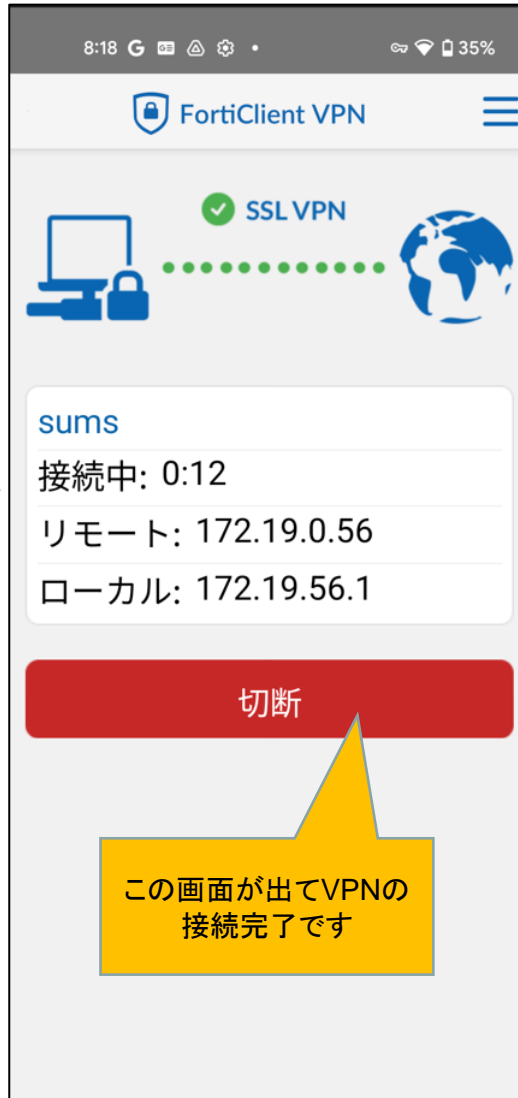 8:18 G
35%
FortiClient VPN
SSL VPN
sums
接続中: 0:12
リモート: 172.19.0.56
ローカル: 172.19.56.1
切断
この画面が出てVPNの
接続完了です